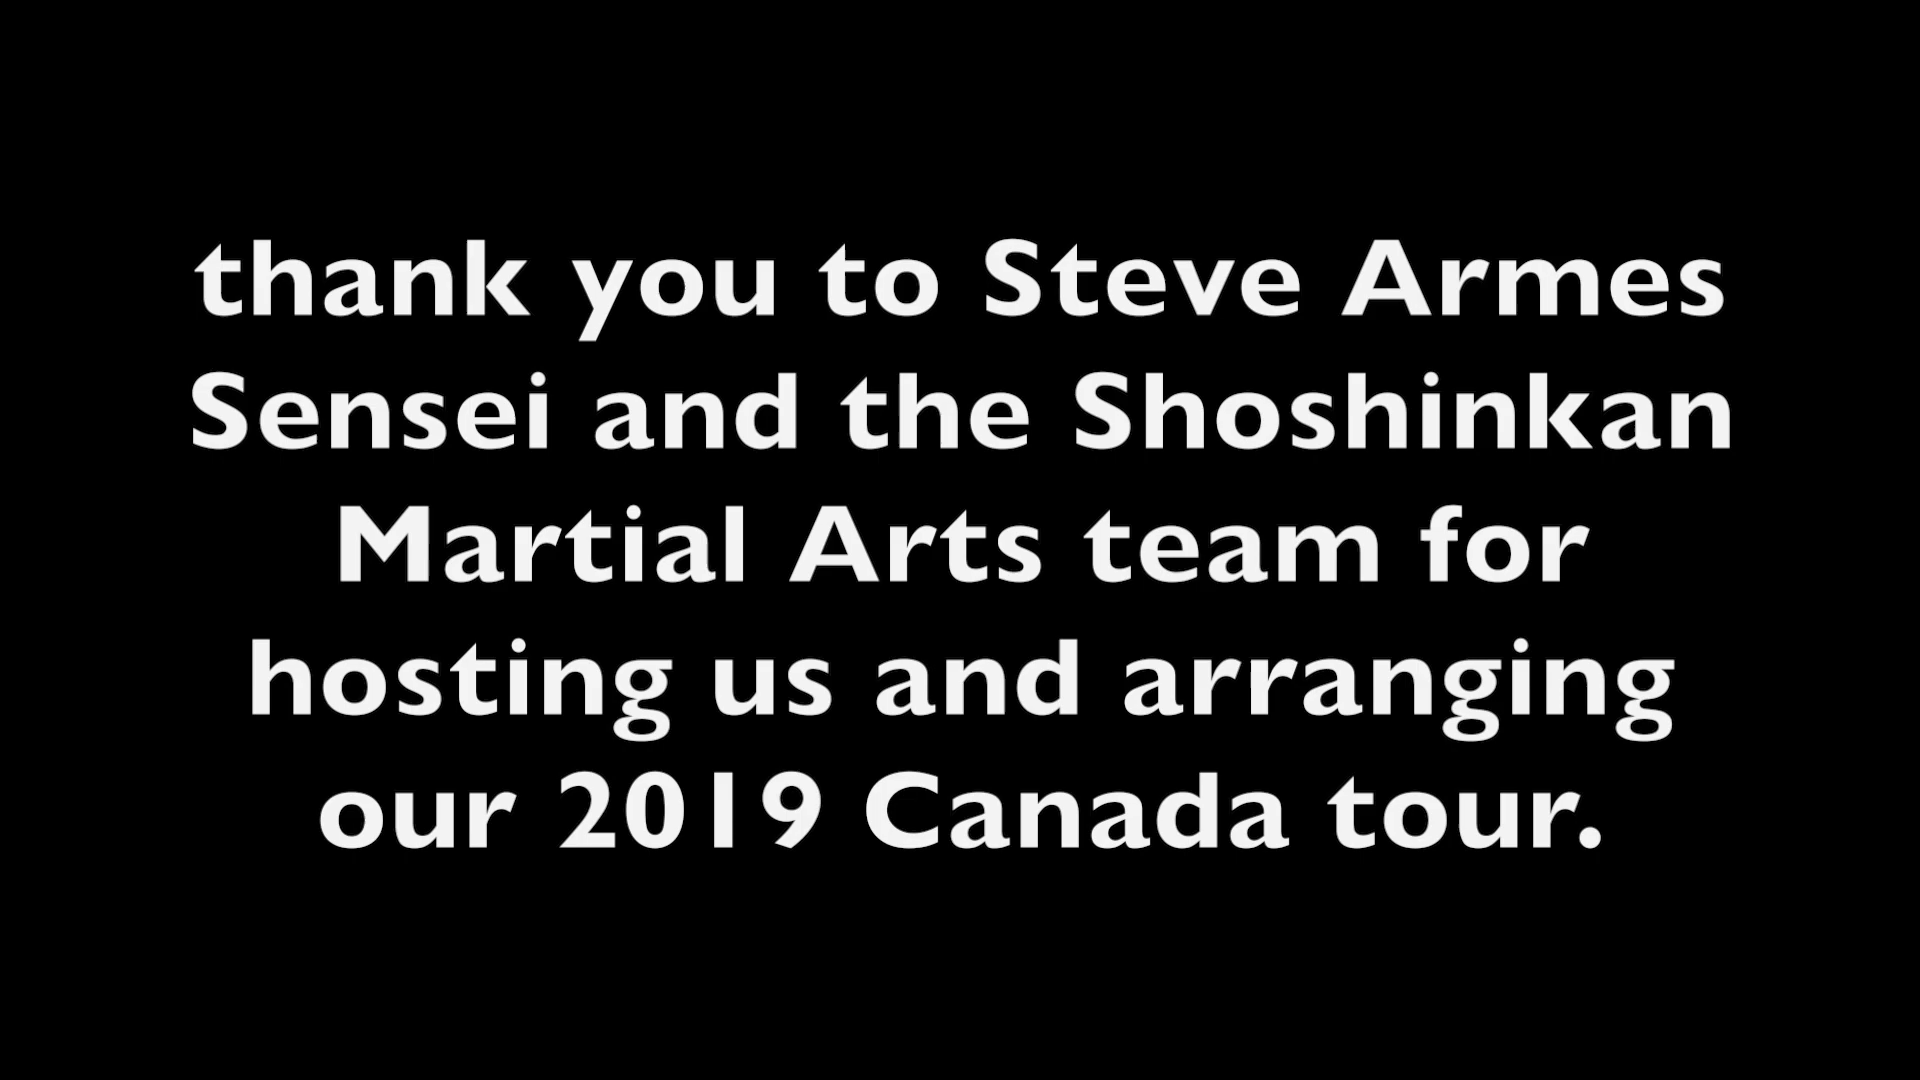 thank you to Steve Armes
Sensei and the Shoshinkan
Martial Arts team for
hosting us and arranging
our 2019 Canada tour.